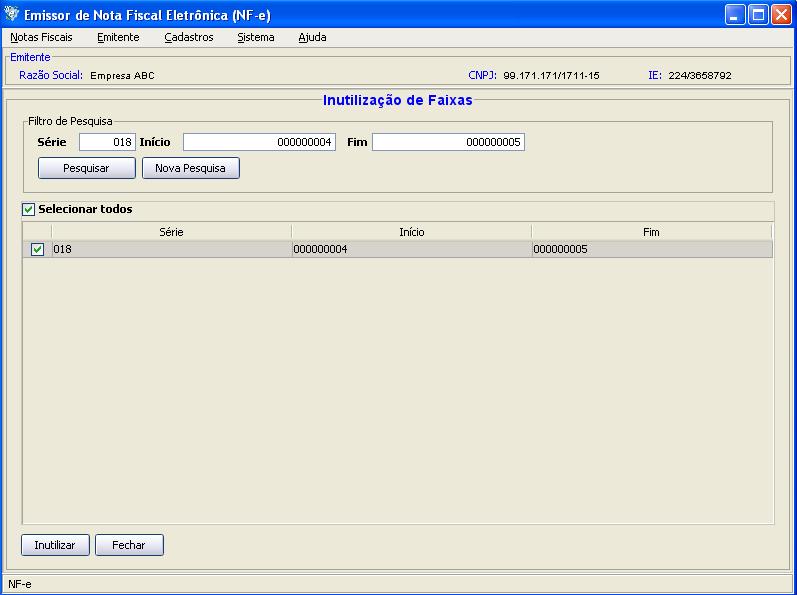 Emissor de Nota Fiscal Eletrônica (NF-e)
Notas Fiscais Emitente Cadastros Sistema Ajuda
Emitente
Razão Social: Empresa ABC CNPJ: 99.171.171/1711-15 IE: 224/3658792
Inutilização de Faixas
Filtro de Pesquisa
Série 018 Início 000000004 Fim 000000005
Pesquisar Nova Pesquisa
Selecionar todos
Série Início Fim
018 000000004 000000005
Inutilizar Fechar
NF-e